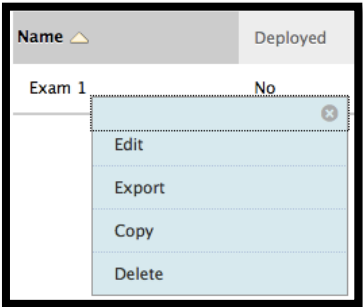 Name Deployed
Exam 1 No
Edit
Export
Copy
Delete